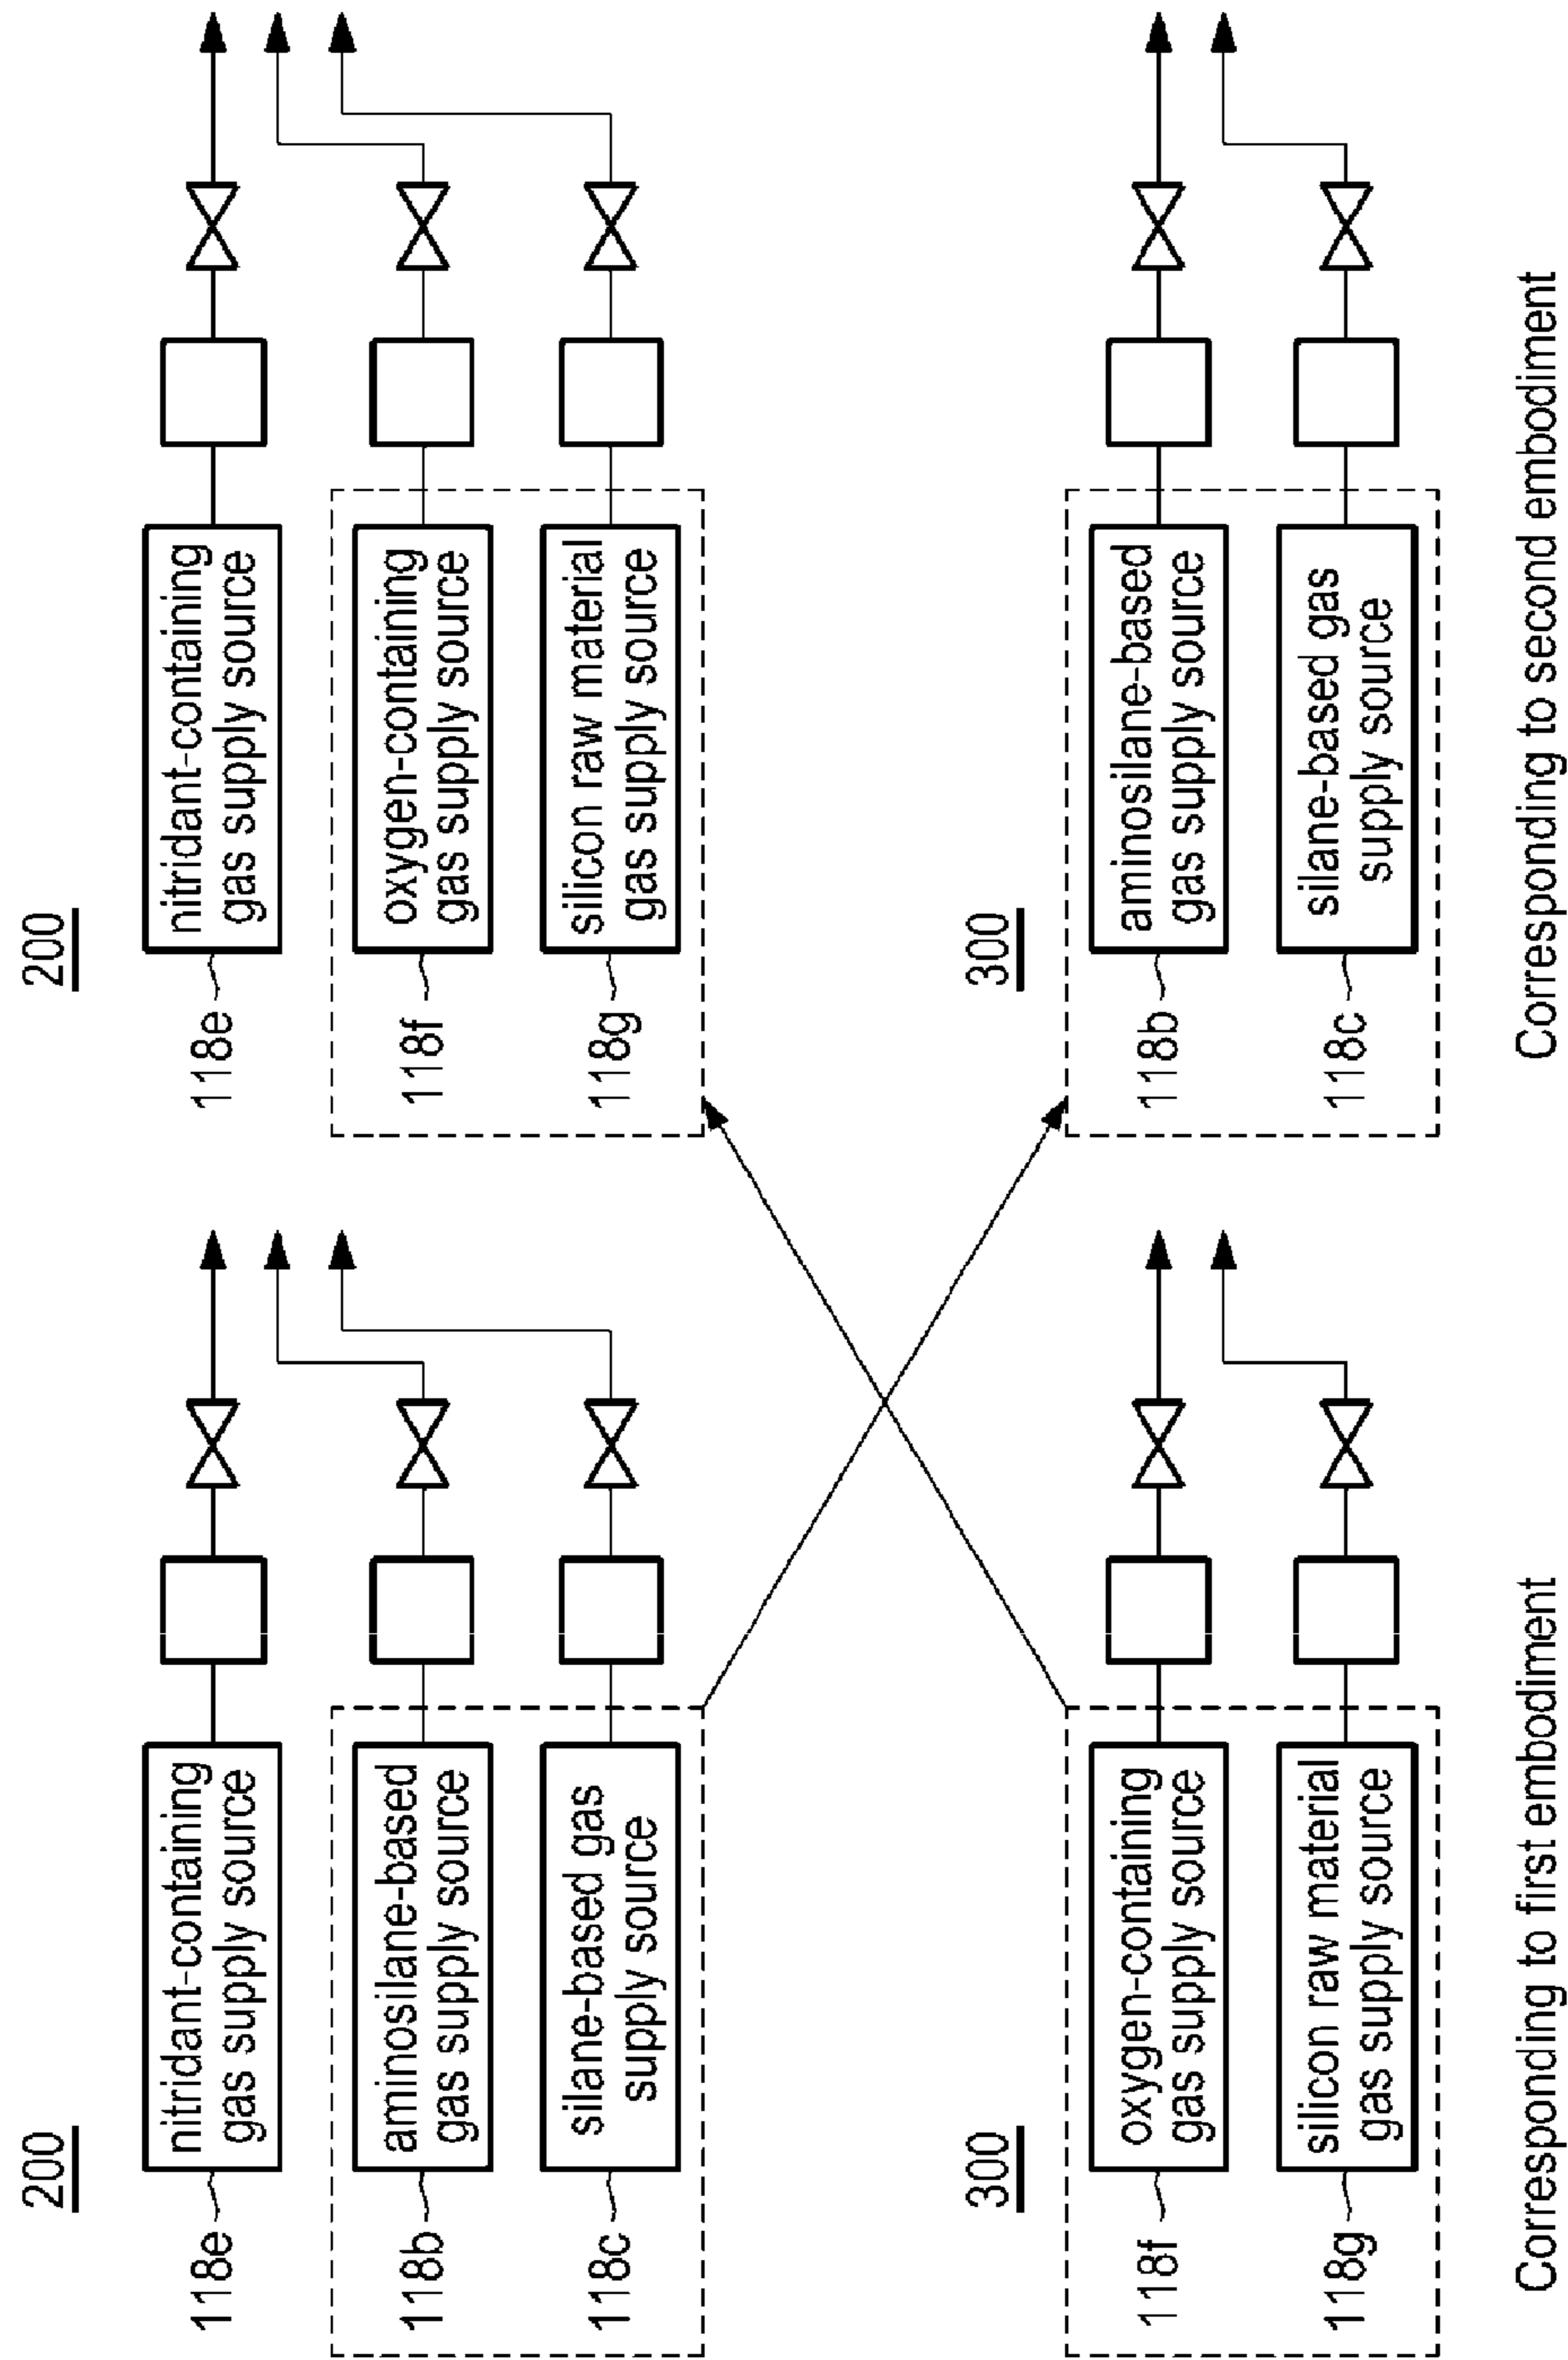 200
118e
nitridant-containing
gas supply source
118b
aminosilane-based
gas supply source
118c
silane-based gas
supply source
300
118f
oxygen-containing
gas supply source
118g
silicon raw material
gas supply source
Corresponding to first embodiment
200
118e
nitridant-containing
gas supply source
118f
oxygen-containing
gas supply source
118g
silicon raw material
gas supply source
300
118b
aminosilane-based
gas supply source
118c
silane-based gas
supply source
Corresponding to second embodiment